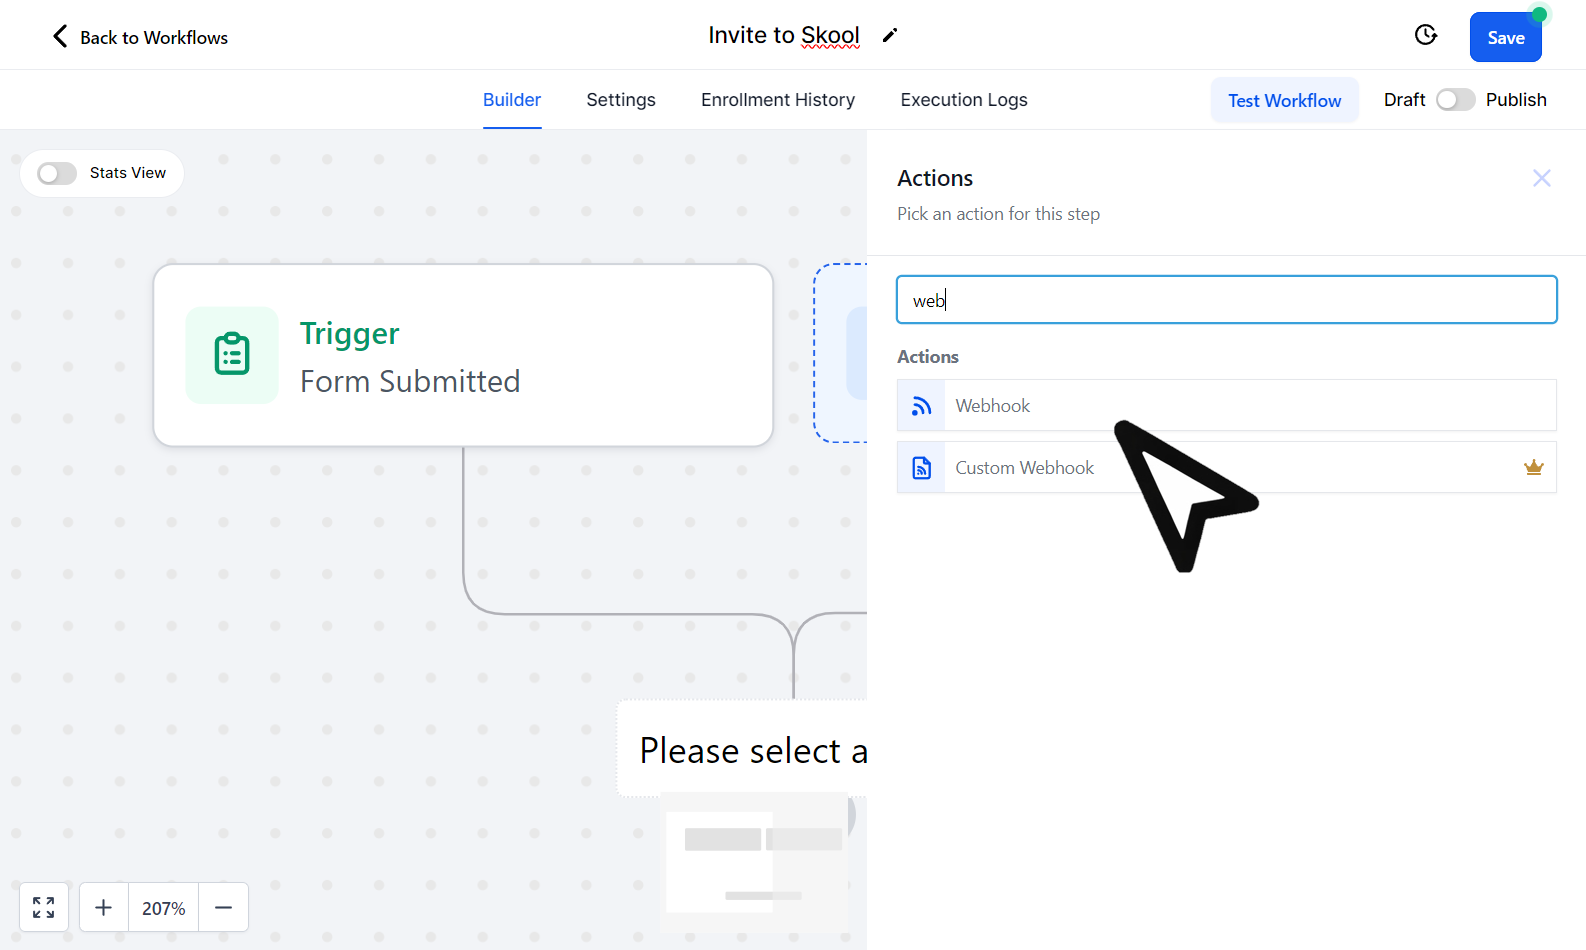 Back to Workflows
Invite to Skool
Save
Builder
Settings
Enrollment History
Execution Logs
Test Workflow
Draft
Publish
Stats View
Actions
Pick an action for this step
web
Actions
Webhook
Custom Webhook
Trigger
Form Submitted
Please select a
207%